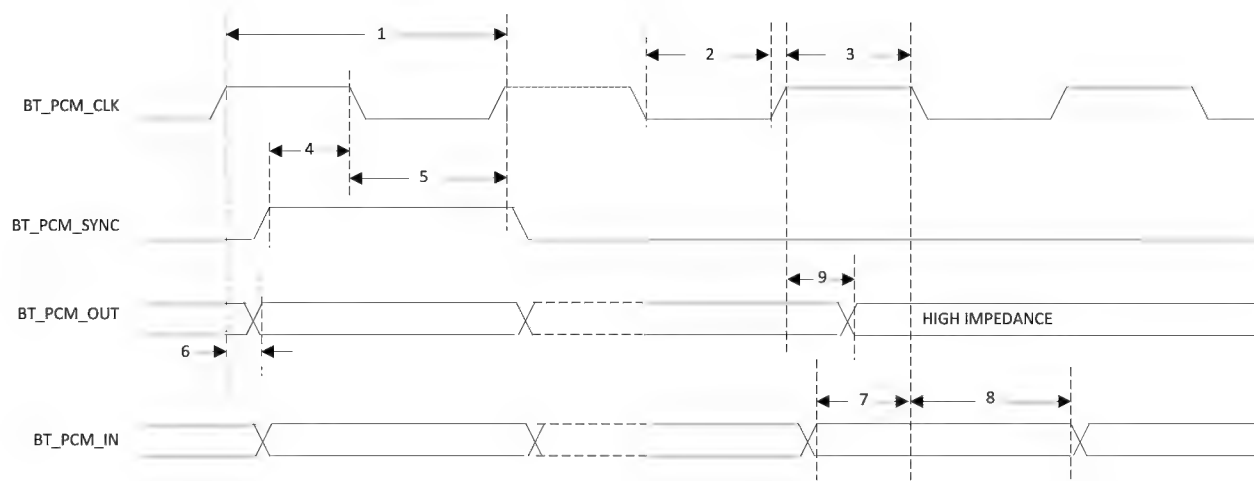 1
2
3
BT_PCM_CLK
4
5
BT_PCM_SYNC
9
BT_PCM_OUT
HIGH IMPEDANCE
6
7
8
BT_PCM_IN